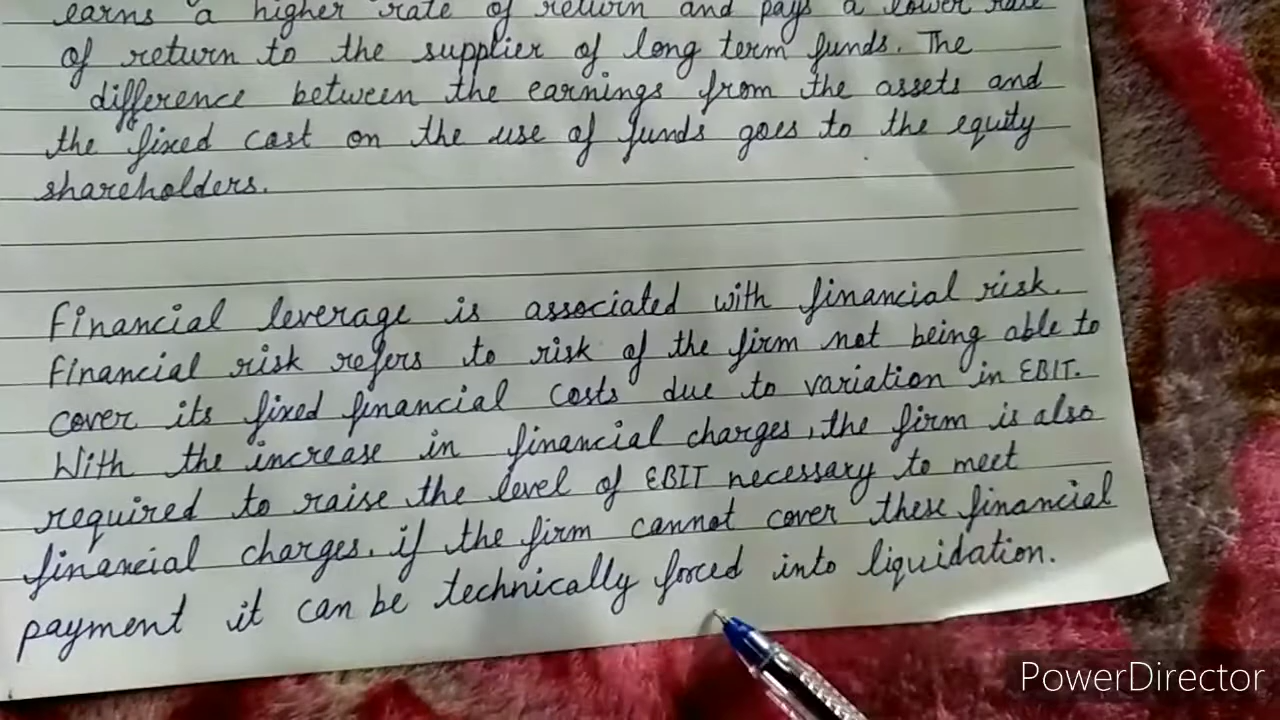 earns a higher rate of return and pays a lower rate
of return to the supplier of long term funds. The
difference between the earnings from the assets and
the fixed cost on the use of funds goes to the equity
shareholders.
Financial leverage is associated with financial risk.
Financial risk refers to risk of the firm not being able to
cover its fixed financial costs due to variation in EBIT.
With the increase in financial charges, the firm is also
required to raise the level of EBIT necessary to meet
financial charges. if the firm cannot cover these financial
payment it can be technically forced into liquidation.
PowerDirector